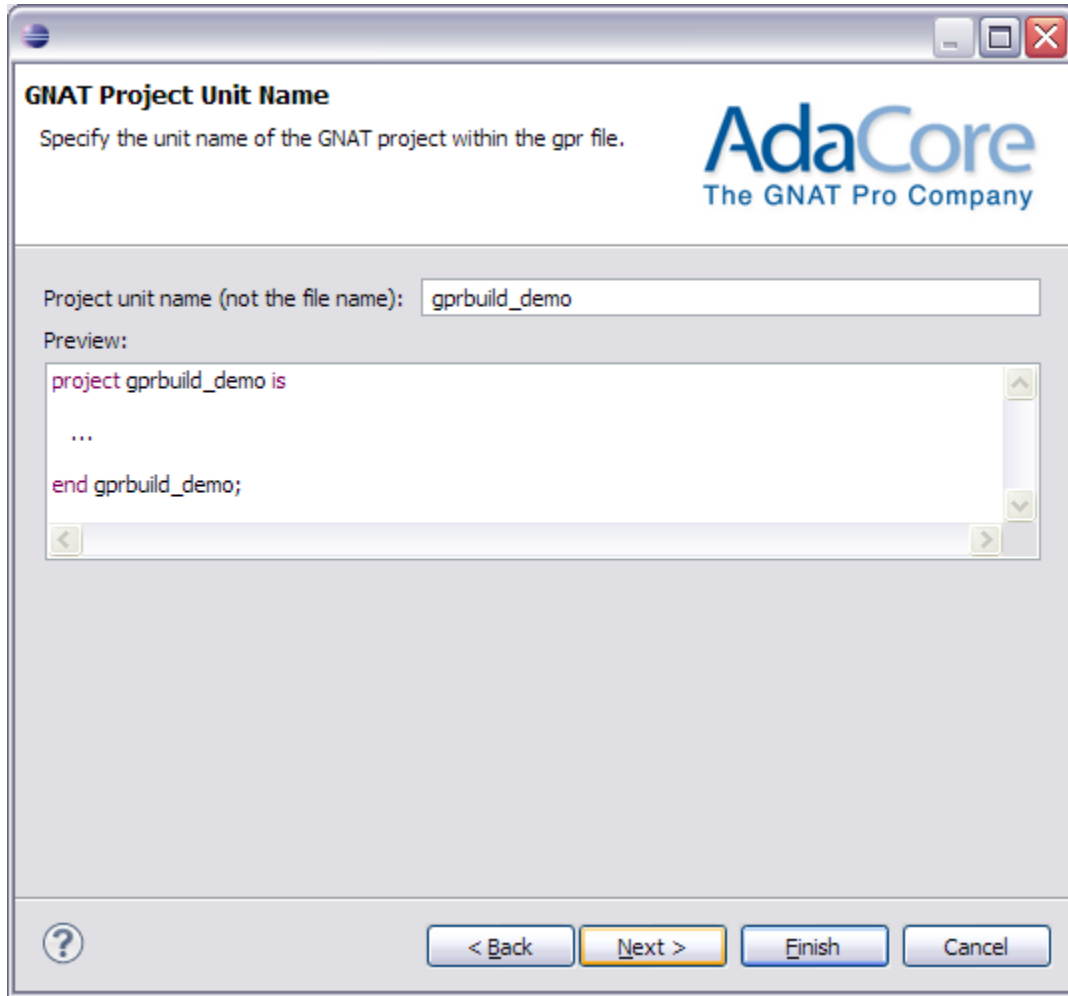 GNAT Project Unit Name
Specify the unit name of the GNAT project within the gpr file.
AdaCore
The GNAT Pro Company
Project unit name (not the file name): gprbuild_demo
Preview:
project gprbuild_demo is
...
end gprbuild_demo;
?
< Back Next > Finish Cancel